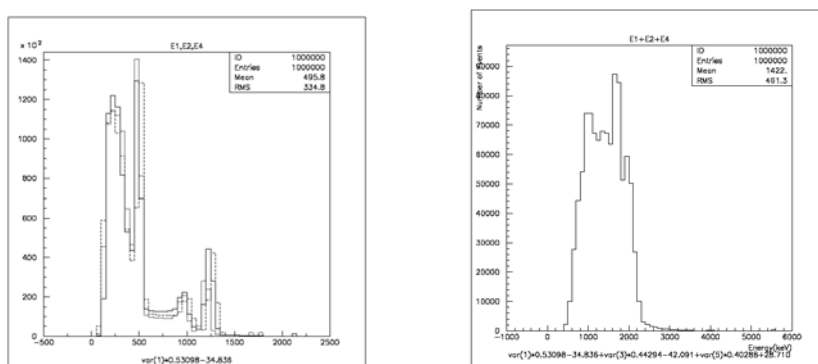 E1,E2,E4
ID 1000000
Entries 1000000
Mean 495.8
RMS 334.8
x 10²
1400
1200
1000
800
600
400
200
0
-500 0 500 1000 1500 2000 2500
var(1)*0.53098-34.836
E1+E2+E4
ID 1000000
Entries 1000000
Mean 1422.
RMS 461.3
Number of Events
90000
80000
70000
60000
50000
40000
30000
20000
10000
0
-1000 0 1000 2000 3000 4000 5000 6000
Energy(keV)
var(1)*0.53098-34.836+var(3)*0.44294-42.091+var(5)*0.40288-